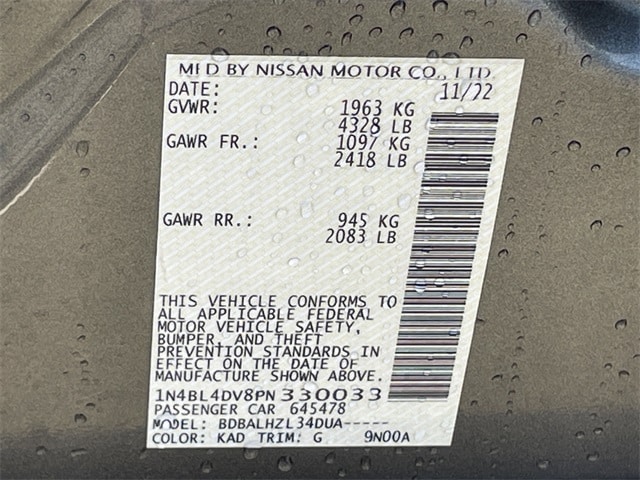 MFD BY NISSAN MOTOR CO., LTD.
DATE: 11/22
GVWR: 1963 KG
4328 LB
GAWR FR.: 1097 KG
2418 LB
GAWR RR.: 945 KG
2083 LB
THIS VEHICLE CONFORMS TO
ALL APPLICABLE FEDERAL
MOTOR VEHICLE SAFETY,
BUMPER, AND THEFT
PREVENTION STANDARDS IN
EFFECT ON THE DATE OF
MANUFACTURE SHOWN ABOVE.
1N4BL4DV8PN330033
PASSENGER CAR 645478
MODEL: BDBALHZL34DUA-----
COLOR: KAD TRIM: G 9N00A